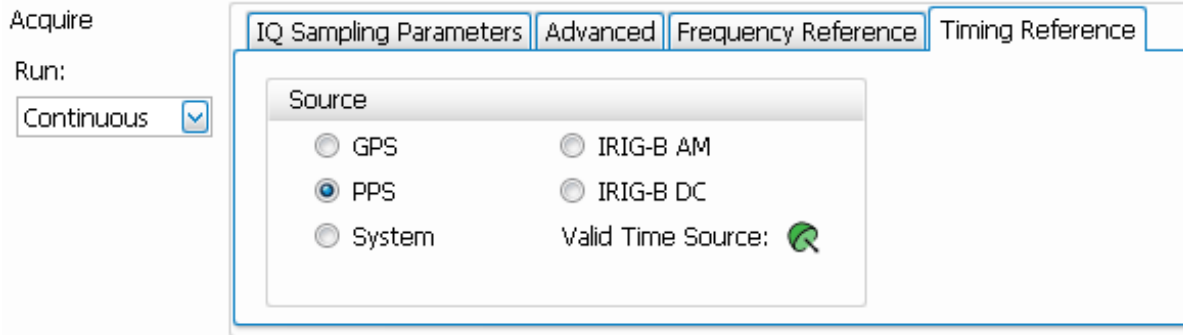 Acquire
Run:
Continuous
IQ Sampling Parameters Advanced Frequency Reference Timing Reference
Source
GPS IRIG-B AM
PPS IRIG-B DC
System Valid Time Source: